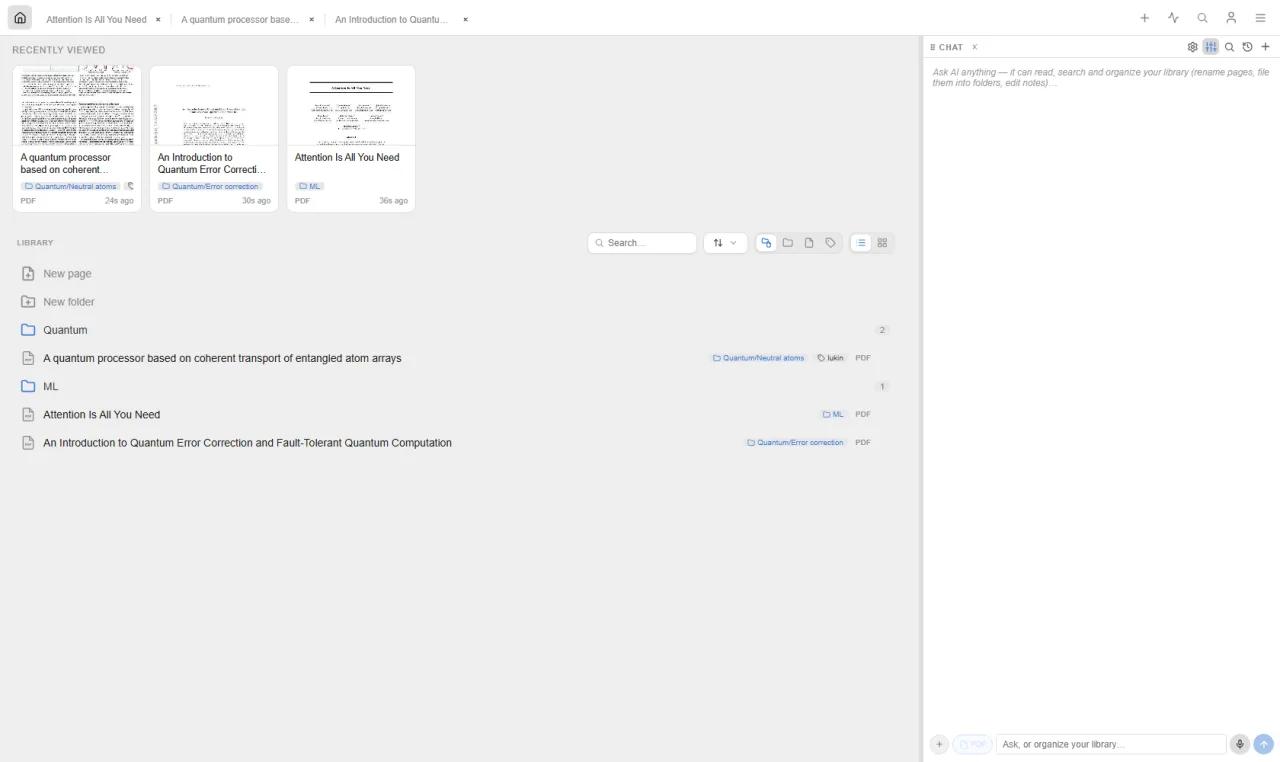 Attention Is All You Need ×
A quantum processor base... ×
An Introduction to Quantu... ×
RECENTLY VIEWED
A quantum processor
based on coherent...
Quantum/Neutral atoms
PDF 24s ago
An Introduction to
Quantum Error Correcti...
Quantum/Error correction
PDF 30s ago
Attention Is All You Need
Attention Is All You Need
ML
PDF 36s ago
LIBRARY
Search...
New page
New folder
Quantum 2
A quantum processor based on coherent transport of entangled atom arrays Quantum/Neutral atoms lukin PDF
ML 1
Attention Is All You Need ML PDF
An Introduction to Quantum Error Correction and Fault-Tolerant Quantum Computation Quantum/Error correction PDF
CHAT ×
Ask AI anything — it can read, search and organize your library (rename pages, file
them into folders, edit notes)...
PDF
Ask, or organize your library...